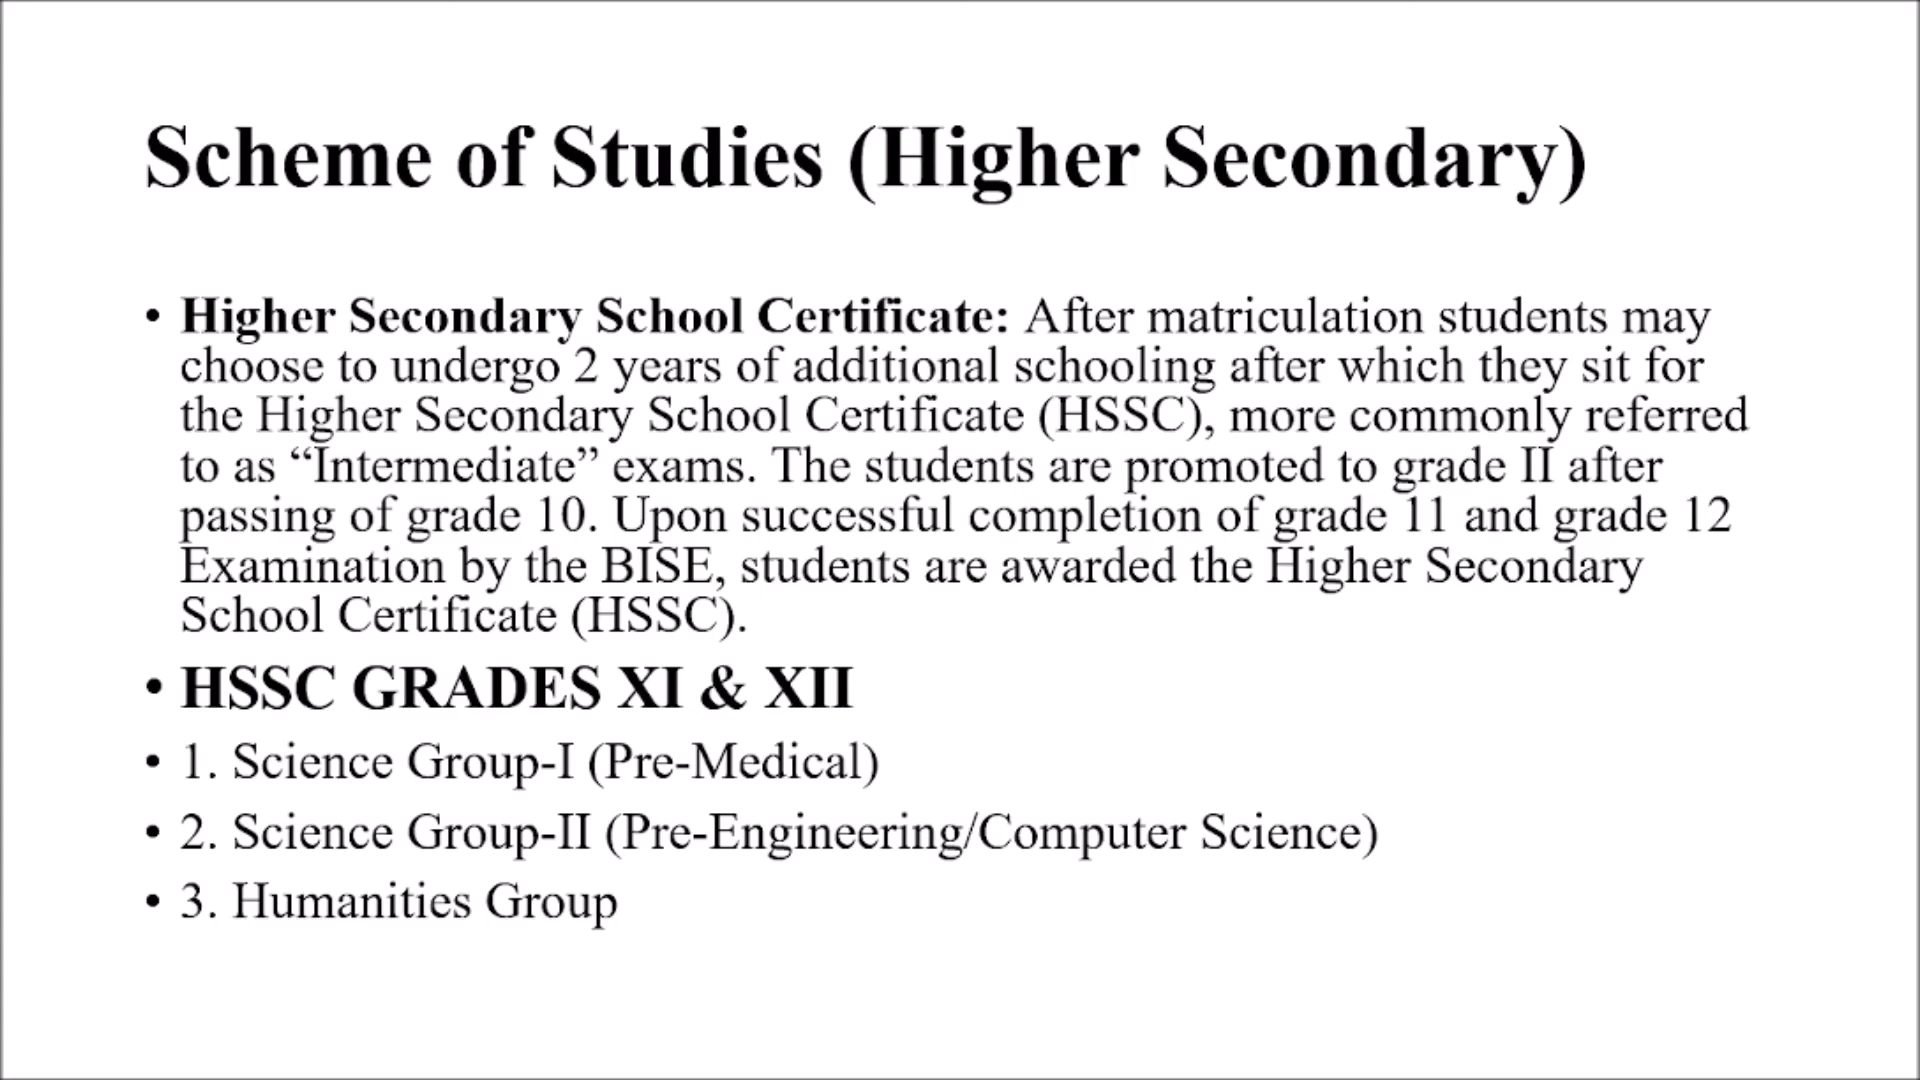 Scheme of Studies (Higher Secondary)
• Higher Secondary School Certificate: After matriculation students may
choose to undergo 2 years of additional schooling after which they sit for
the Higher Secondary School Certificate (HSSC), more commonly referred
to as “Intermediate” exams. The students are promoted to grade II after
passing of grade 10. Upon successful completion of grade 11 and grade 12
Examination by the BISE, students are awarded the Higher Secondary
School Certificate (HSSC).
• HSSC GRADES XI & XII
• 1. Science Group-I (Pre-Medical)
• 2. Science Group-II (Pre-Engineering/Computer Science)
• 3. Humanities Group